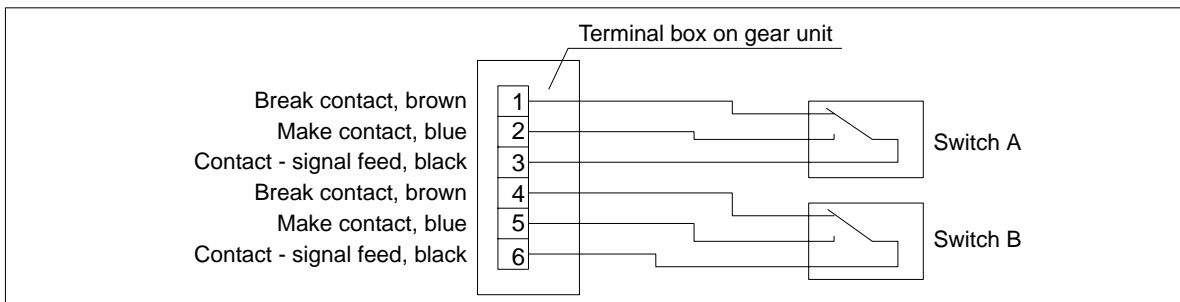 Terminal box on gear unit
Break contact, brown 1
Make contact, blue 2
Contact - signal feed, black 3
Switch A
Break contact, brown 4
Make contact, blue 5
Contact - signal feed, black 6
Switch B